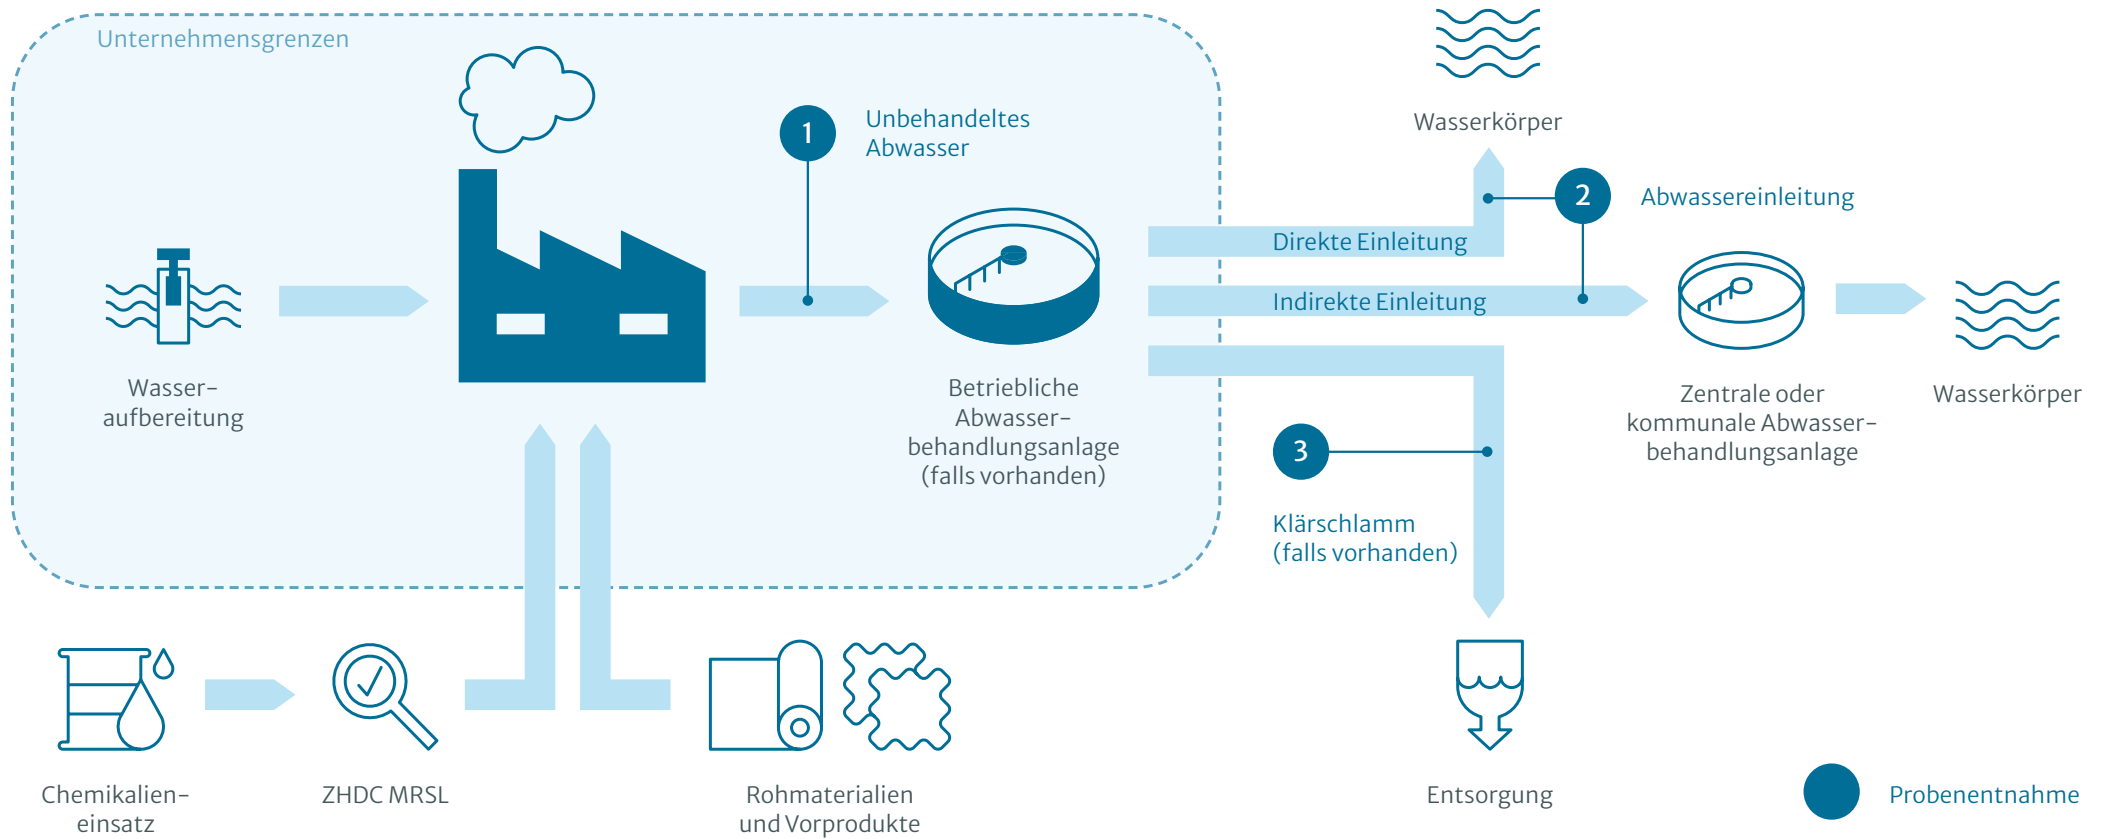 Unternehmensgrenzen
1
Unbehandeltes
Abwasser
Wasserkörper
2
Abwassereinleitung
Direkte Einleitung
Indirekte Einleitung
Wasser-
aufbereitung
Betriebliche
Abwasser-
behandlungsanlage
(falls vorhanden)
Zentrale oder
kommunale Abwasser-
behandlungsanlage
Wasserkörper
3
Klärschlamm
(falls vorhanden)
Chemikalien-
einsatz
ZHDC MRSL
Rohmaterialien
und Vorprodukte
Entsorgung
Probenentnahme